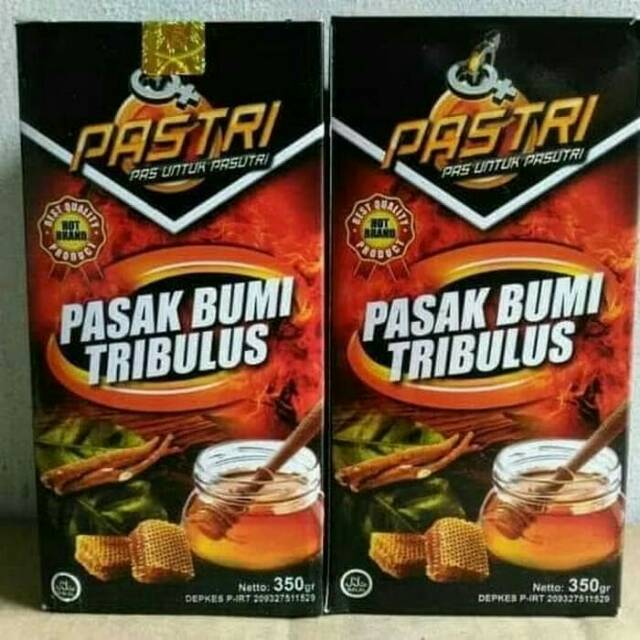 PASTRI
PAS UNTUK PASUTRI
BEST QUALITY
HOT
BRAND
PRODUCT
PASAK BUMI
TRIBULUS
Netto: 350gr
DEPKES P-IRT 209327511529
PASTRI
PAS UNTUK PASUTRI
BEST QUALITY
HOT
BRAND
PRODUCT
PASAK BUMI
TRIBULUS
Netto: 350gr
DEPKES P-IRT 209327511529